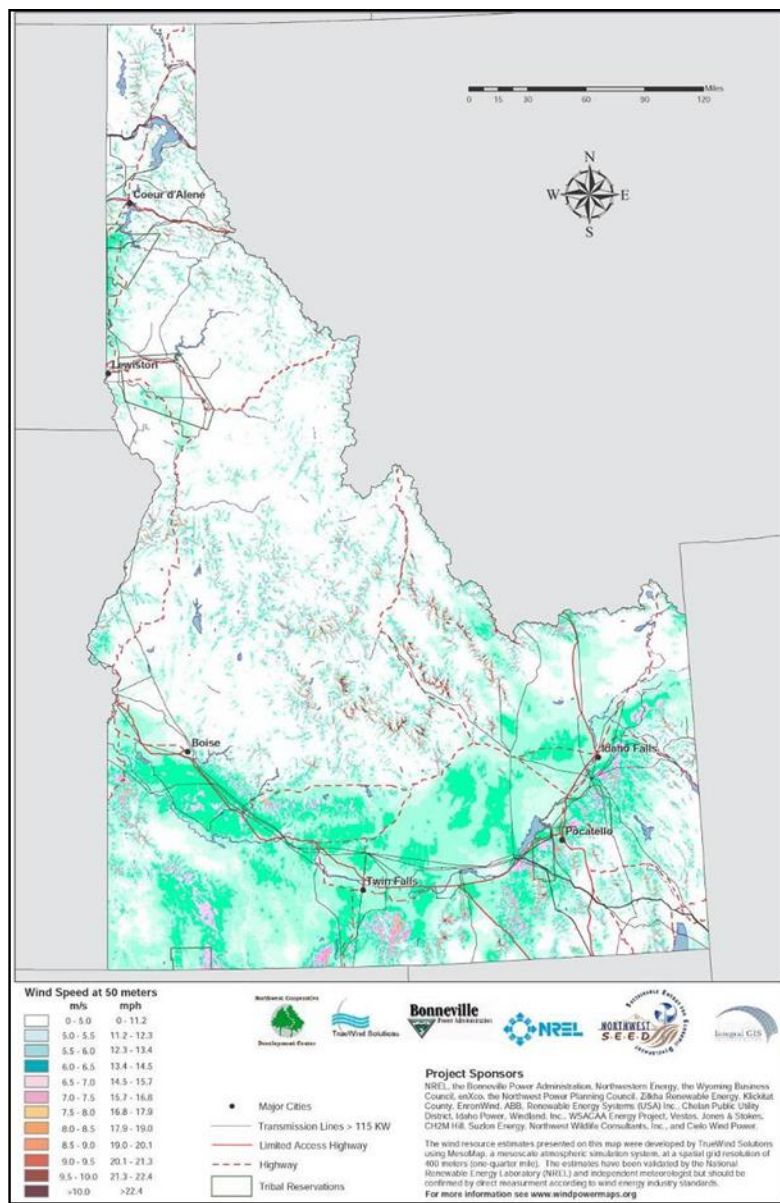 Miles
0 15 30 60 90 120
N
W E
S
Coeur d'Alene
Lewiston
Boise
Idaho Falls
Pocatello
Twin Falls
Wind Speed at 50 meters
m/s mph
0 - 5.0 0 - 11.2
5.0 - 5.5 11.2 - 12.3
5.5 - 6.0 12.3 - 13.4
6.0 - 6.5 13.4 - 14.5
6.5 - 7.0 14.5 - 15.7
7.0 - 7.5 15.7 - 16.8
7.5 - 8.0 16.8 - 17.9
8.0 - 8.5 17.9 - 19.0
8.5 - 9.0 19.0 - 20.1
9.0 - 9.5 20.1 - 21.3
9.5 - 10.0 21.3 - 22.4
>10.0 >22.4
Northwest Cooperative
Development Center
TrueWind Solutions
Bonneville
Power Administration
NREL
SUSTAINABLE ENERGY FOR ECONOMIC DEVELOPMENT
NORTHWEST
S·E·E·D
Integral GIS
Major Cities
Transmission Lines > 115 KW
Limited Access Highway
Highway
Tribal Reservations
Project Sponsors
NREL, the Bonneville Power Administration, Northwestern Energy, the Wyoming Business
Council, enXco, the Northwest Power Planning Council, Zilkha Renewable Energy, Klickitat
County, EnronWind, ABB, Renewable Energy Systems (USA) Inc., Chelan Public Utility
District, Idaho Power, Windland, Inc., WSACAA Energy Project, Vestas, Jones & Stokes,
CH2M Hill, Suzlon Energy, Northwest Wildlife Consultants, Inc., and Cielo Wind Power.
The wind resource estimates presented on this map were developed by TrueWind Solutions
using MesoMap, a mesoscale atmospheric simulation system, at a spatial grid resolution of
400 meters (one-quarter mile). The estimates have been validated by the National
Renewable Energy Laboratory (NREL) and independent meteorologist but should be
confirmed by direct measurement according to wind energy industry standards.
For more information see www.windpowermaps.org